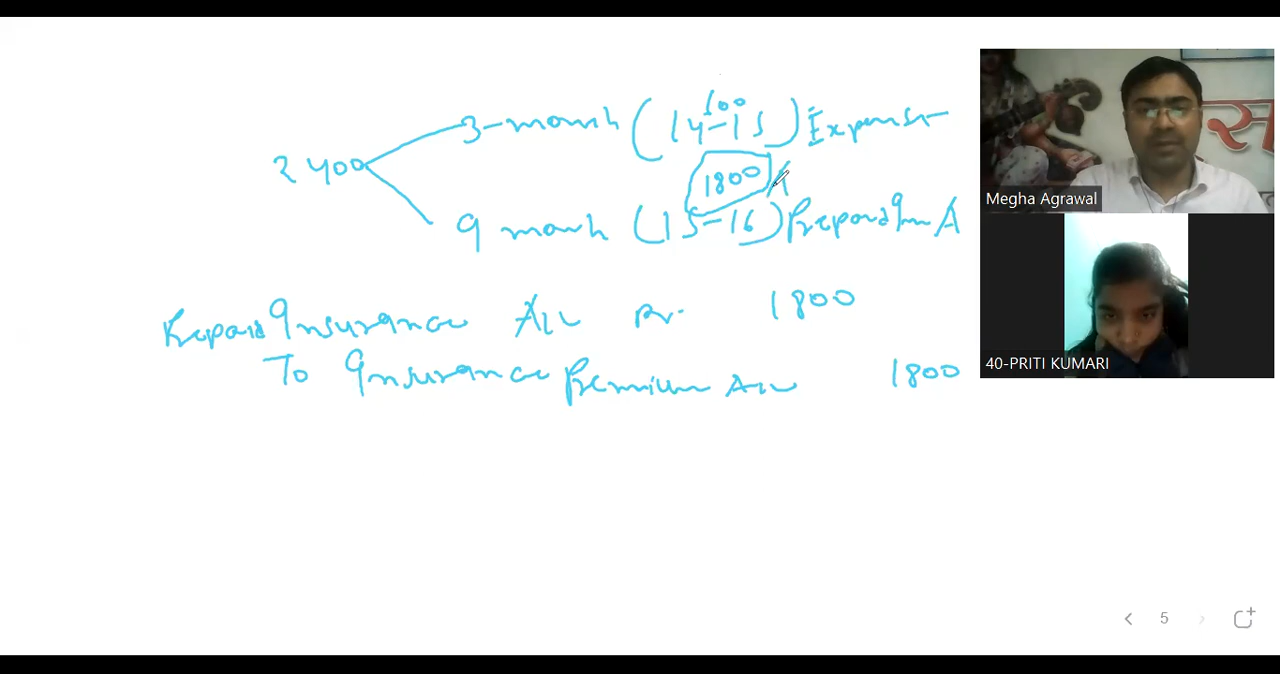 600
3-month (14-15) Expense
2400
1800
9 month (15-16) Prepaid Ins A
Prepaid Insurance A/c Dr. 1800
To Insurance Premium A/c 1800
Megha Agrawal
40-PRITI KUMARI
< 5 >